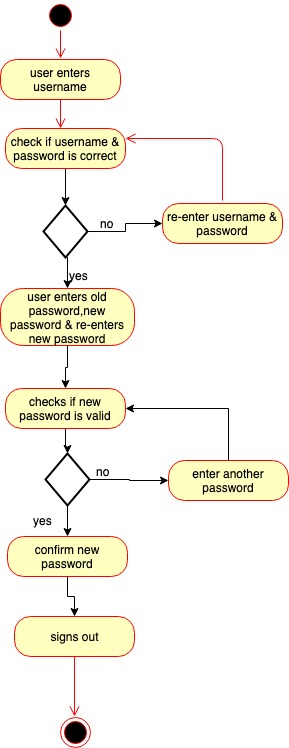 user enters
username
check if username &
password is correct
no
re-enter username &
password
yes
user enters old
password,new
password & re-enters
new password
checks if new
password is valid
no
enter another
password
yes
confirm new
password
signs out